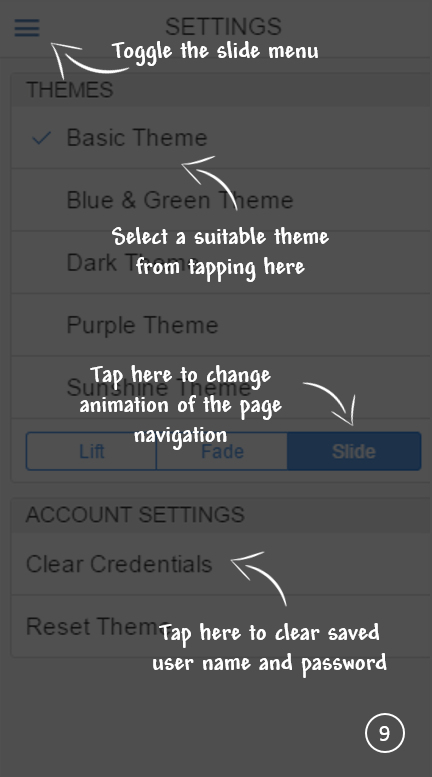 SETTINGS
Toggle the slide menu
THEMES
Basic Theme
Blue & Green Theme
Select a suitable theme
from tapping here
Dark Theme
Purple Theme
Tap here to change
animation of the page
navigation
Sunshine Theme
Lift Fade Slide
ACCOUNT SETTINGS
Clear Credentials
Reset Theme
Tap here to clear saved
user name and password
9